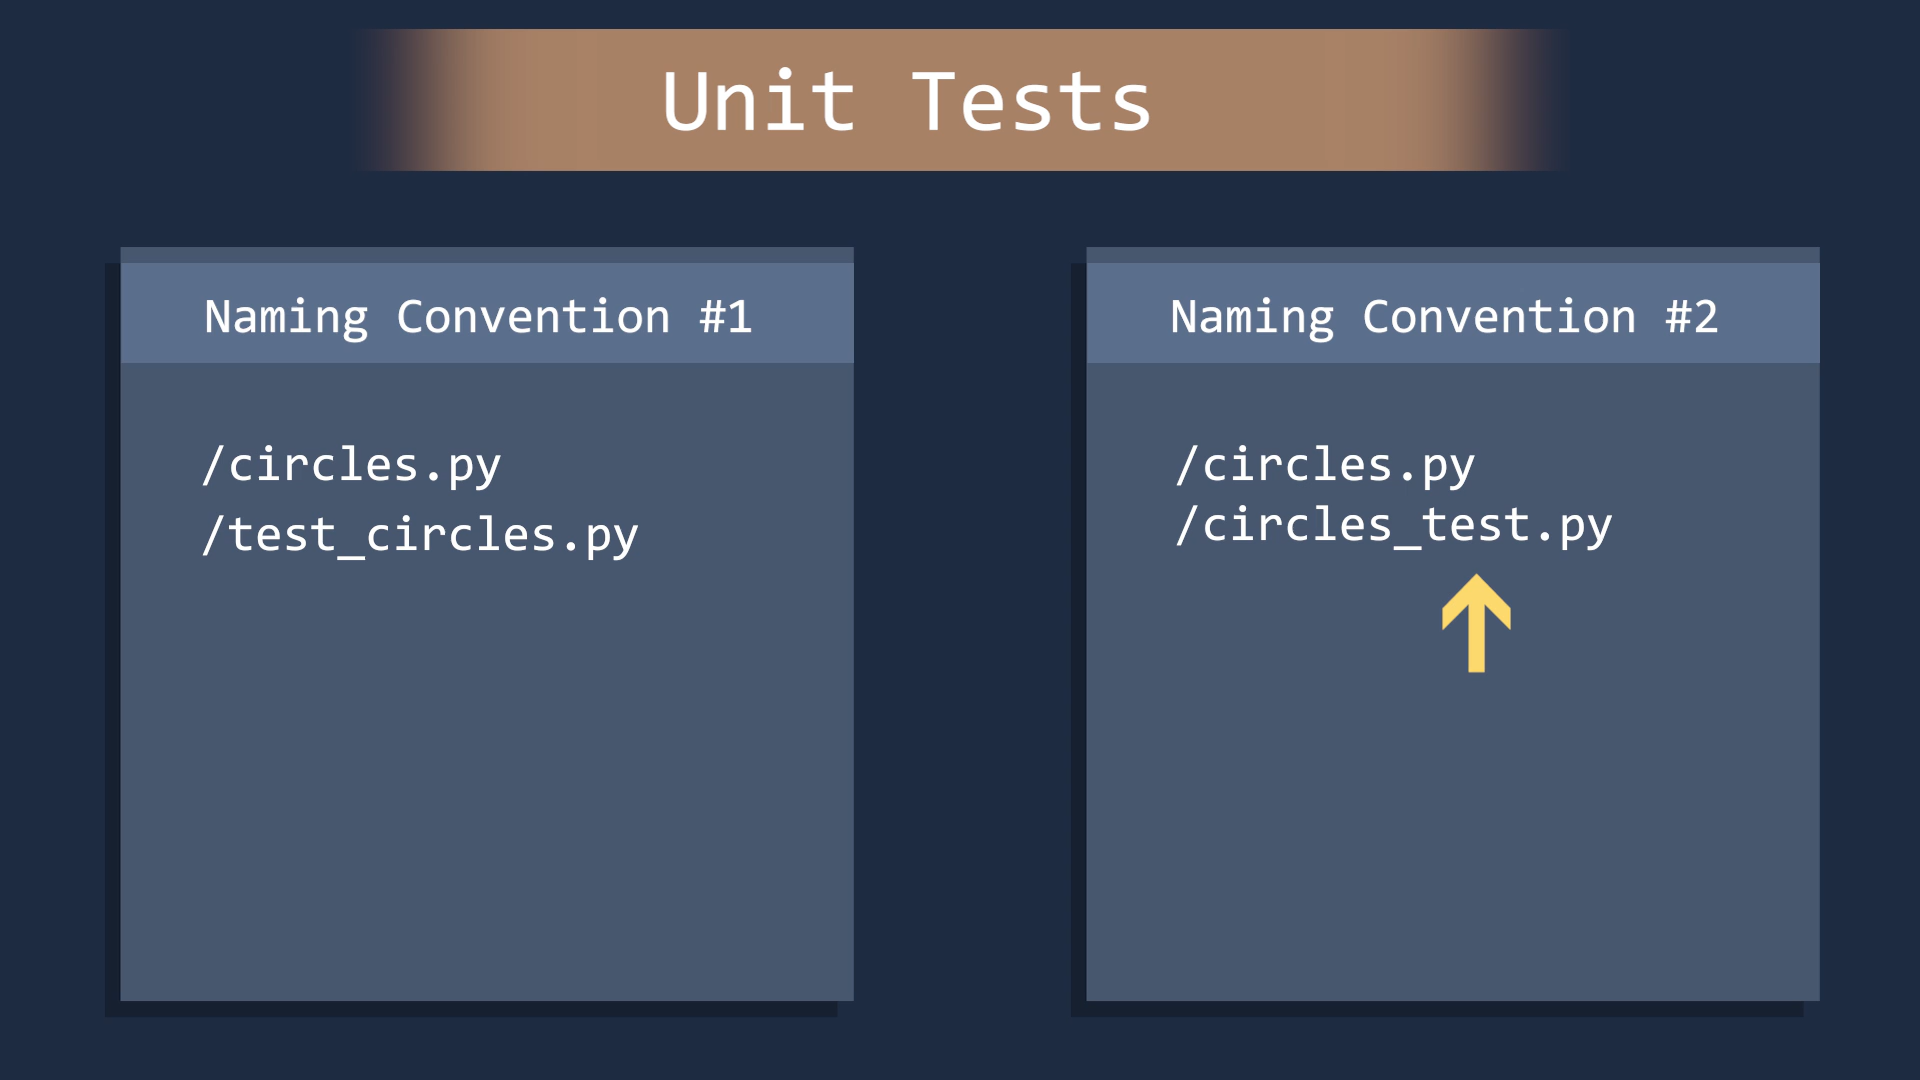 Unit Tests
Naming Convention #1
/circles.py
/test_circles.py
Naming Convention #2
/circles.py
/circles_test.py